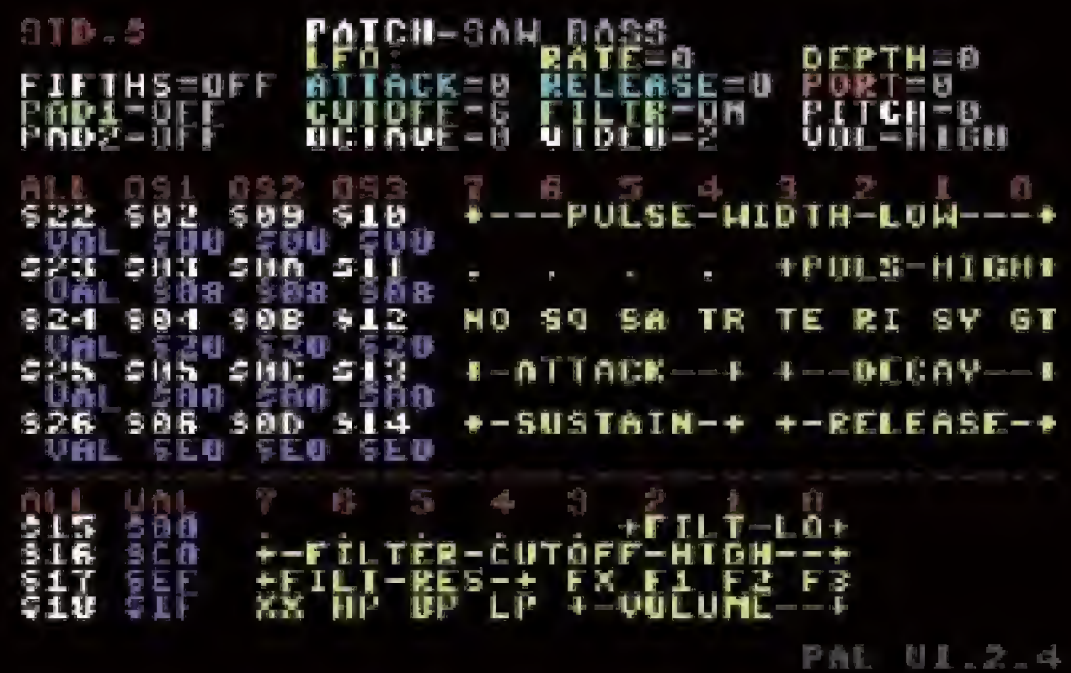 PATCH=SAW BASS
LFO: RATE=0 DEPTH=0
FIFTHS=OFF ATTACK=0 RELEASE=0 PORT=0
PAD1=OFF FILTR=ON PITCH=0
PAD2=OFF OCTAVE=0 VIDEO=2 VOL=HIGH
ALL OS1 OS2 OS3 7 6 5 4 3 2 1 0
$22 $02 $09 $10 +---PULSE-WIDTH-LOW---+
VAL $00 $00 $00
$23 $03 $0A $11 . . . . +PULS-HIGH+
VAL $08 $08 $08
$24 $04 $0B $12 NO SQ SA TR TE RI SY GT
VAL $20 $20 $20
$25 $05 $0C $13 +-ATTACK--+ +--DECAY--+
VAL
$26 $06 $0D $14 +-SUSTAIN-+ +-RELEASE-+
VAL $E0 $E0 $E0
ALL VAL 7 6 5 4 3 2 1 0
$15 $00 . . . . . +FILT-LO+
$16 $C0 +-FILTER-CUTOFF-HIGH--+
$17 $EF +FILT-RES-+ FX F1 F2 F3
$18 $1F XX HP BP LP +-VOLUME--+
PAL V1.2.4